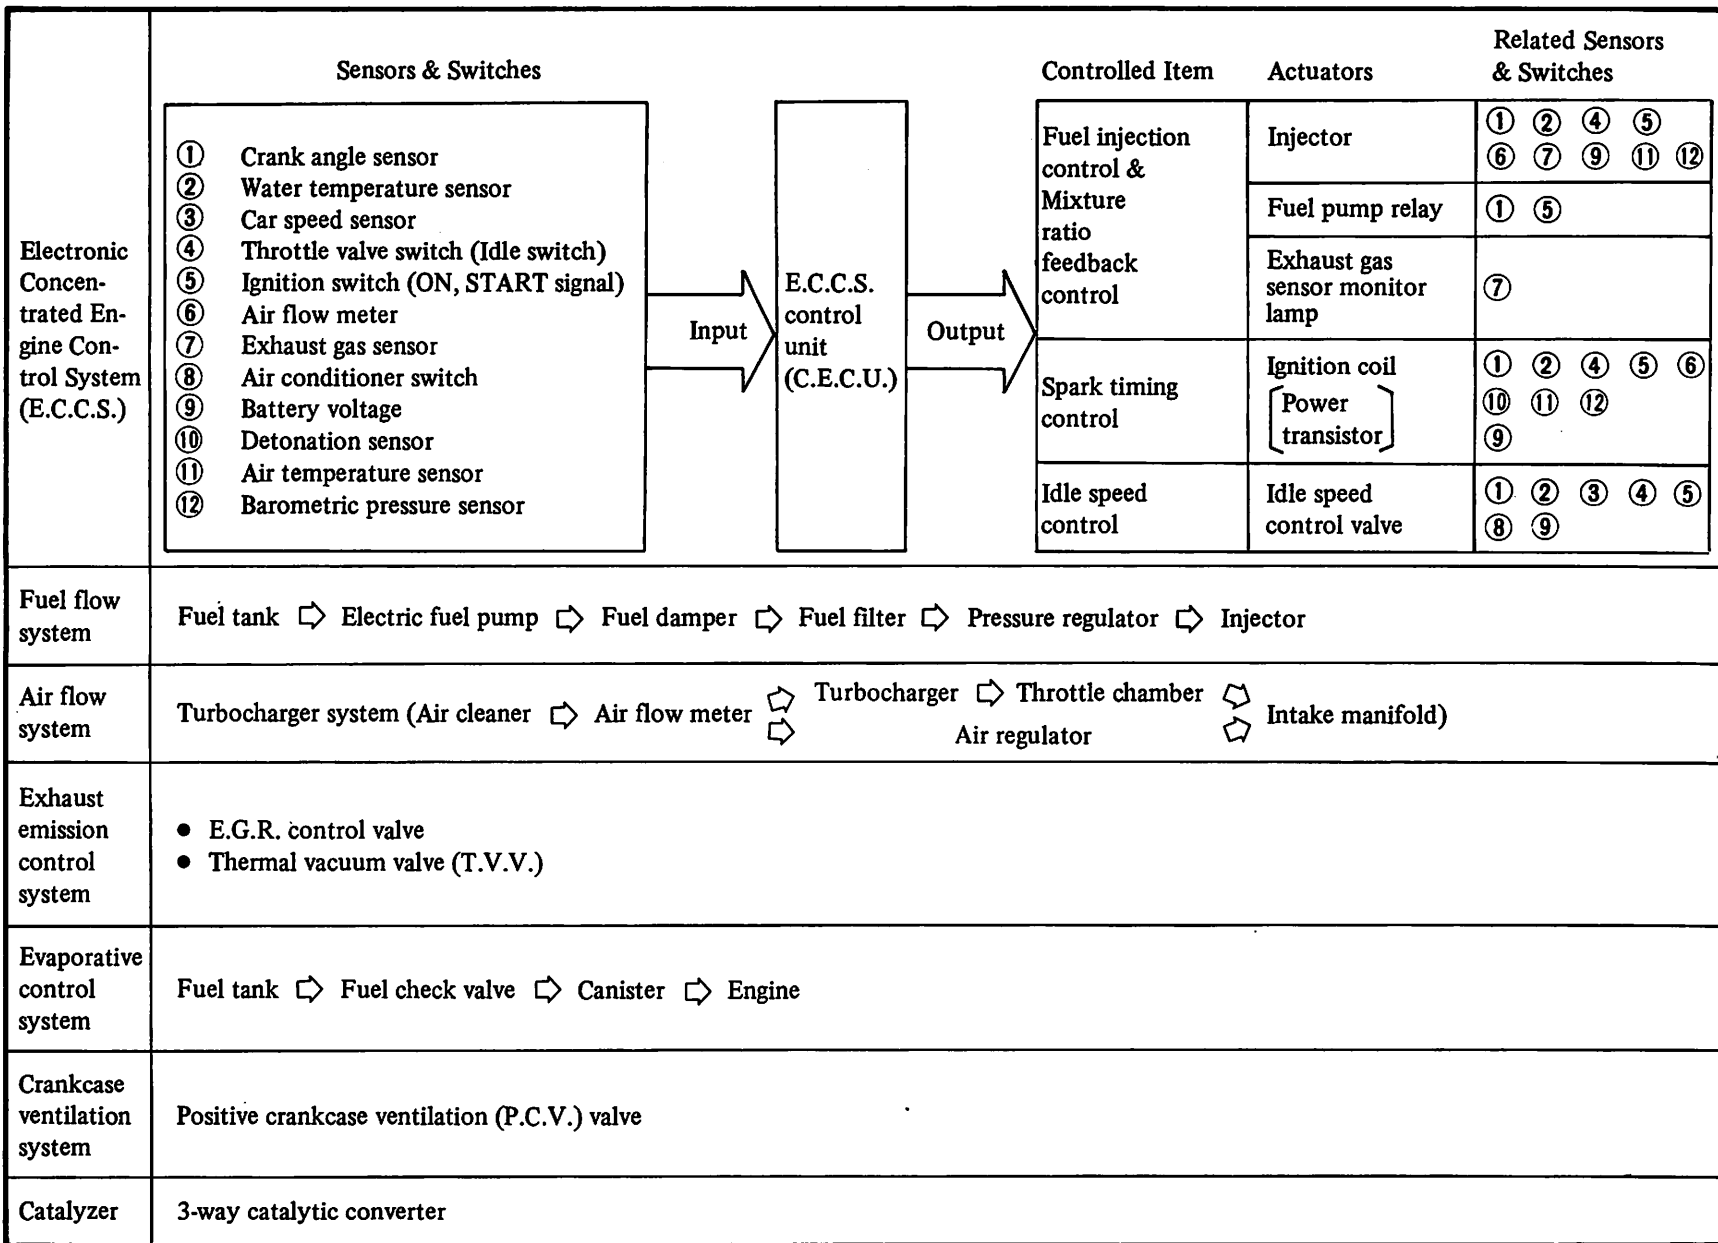 Sensors & Switches
Controlled Item
Actuators
Related Sensors
& Switches
Electronic
Concen-
trated En-
gine Con-
trol System
(E.C.C.S.)
① Crank angle sensor
② Water temperature sensor
③ Car speed sensor
④ Throttle valve switch (Idle switch)
⑤ Ignition switch (ON, START signal)
⑥ Air flow meter
⑦ Exhaust gas sensor
⑧ Air conditioner switch
⑨ Battery voltage
⑩ Detonation sensor
⑪ Air temperature sensor
⑫ Barometric pressure sensor
Input
E.C.C.S.
control
unit
(C.E.C.U.)
Output
Fuel injection
control &
Mixture
ratio
feedback
control
Injector
① ② ④ ⑤
⑥ ⑦ ⑨ ⑪ ⑫
Fuel pump relay
① ⑤
Exhaust gas
sensor monitor
lamp
⑦
Spark timing
control
Ignition coil
[Power
transistor]
① ② ④ ⑤ ⑥
⑩ ⑪ ⑫
⑨
Idle speed
control
Idle speed
control valve
① ② ③ ④ ⑤
⑧ ⑨
Fuel flow
system
Fuel tank ⇨ Electric fuel pump ⇨ Fuel damper ⇨ Fuel filter ⇨ Pressure regulator ⇨ Injector
Air flow
system
Turbocharger system (Air cleaner ⇨ Air flow meter
Turbocharger ⇨ Throttle chamber
Air regulator
Intake manifold)
Exhaust
emission
control
system
● E.G.R. control valve
● Thermal vacuum valve (T.V.V.)
Evaporative
control
system
Fuel tank ⇨ Fuel check valve ⇨ Canister ⇨ Engine
Crankcase
ventilation
system
Positive crankcase ventilation (P.C.V.) valve
Catalyzer
3-way catalytic converter